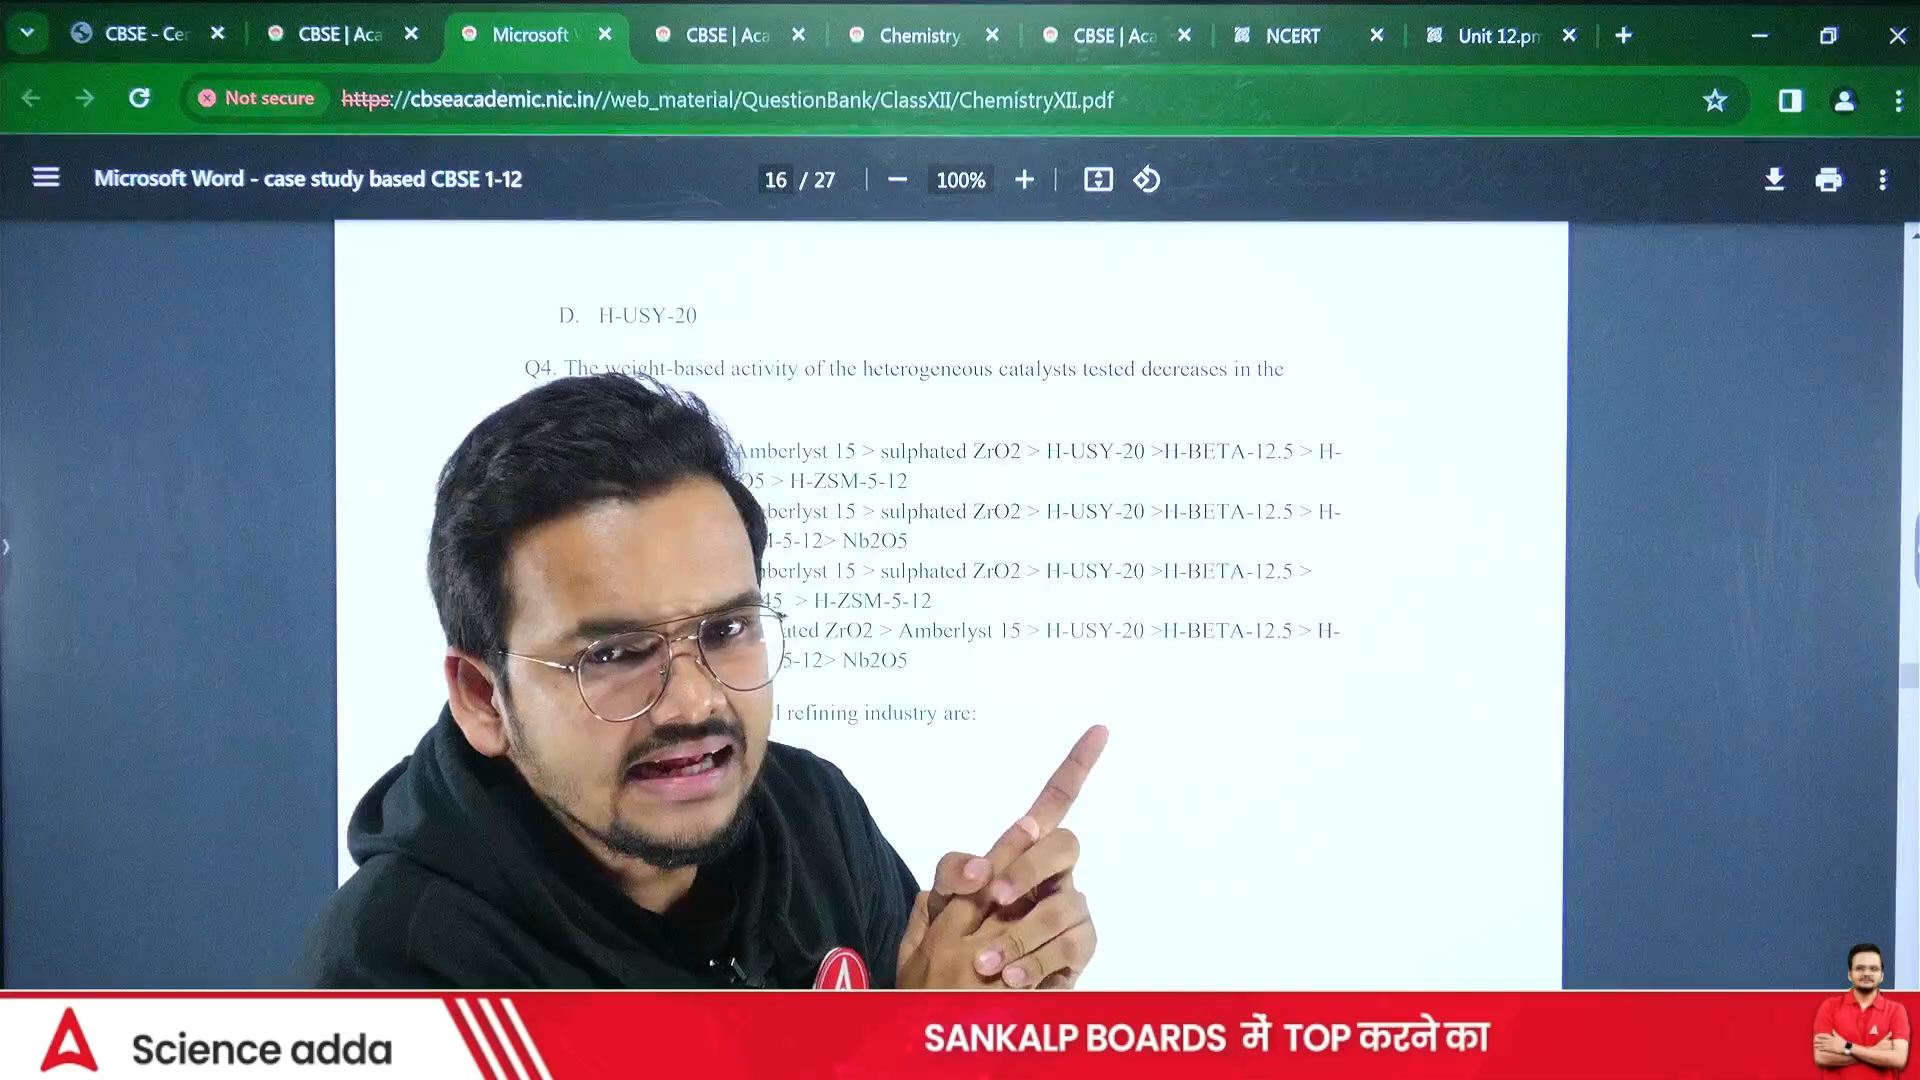 CBSE - Cer
CBSE | Aca
Microsoft
CBSE | Aca
Chemistry
CBSE | Aca
NCERT
Unit 12.pm
Not secure
https://cbseacademic.nic.in//web_material/QuestionBank/ClassXII/ChemistryXII.pdf
Microsoft Word - case study based CBSE 1-12
16 / 27
100%
D. H-USY-20
Q4. The weight-based activity of the heterogeneous catalysts tested decreases in the
Amberlyst 15 > sulphated ZrO2 > H-USY-20 >H-BETA-12.5 > H-
O5 > H-ZSM-5-12
berlyst 15 > sulphated ZrO2 > H-USY-20 >H-BETA-12.5 > H-
-5-12> Nb2O5
berlyst 15 > sulphated ZrO2 > H-USY-20 >H-BETA-12.5 >
45 > H-ZSM-5-12
ated ZrO2 > Amberlyst 15 > H-USY-20 >H-BETA-12.5 > H-
5-12> Nb2O5
refining industry are:
Science adda
SANKALP BOARDS में TOP करने का